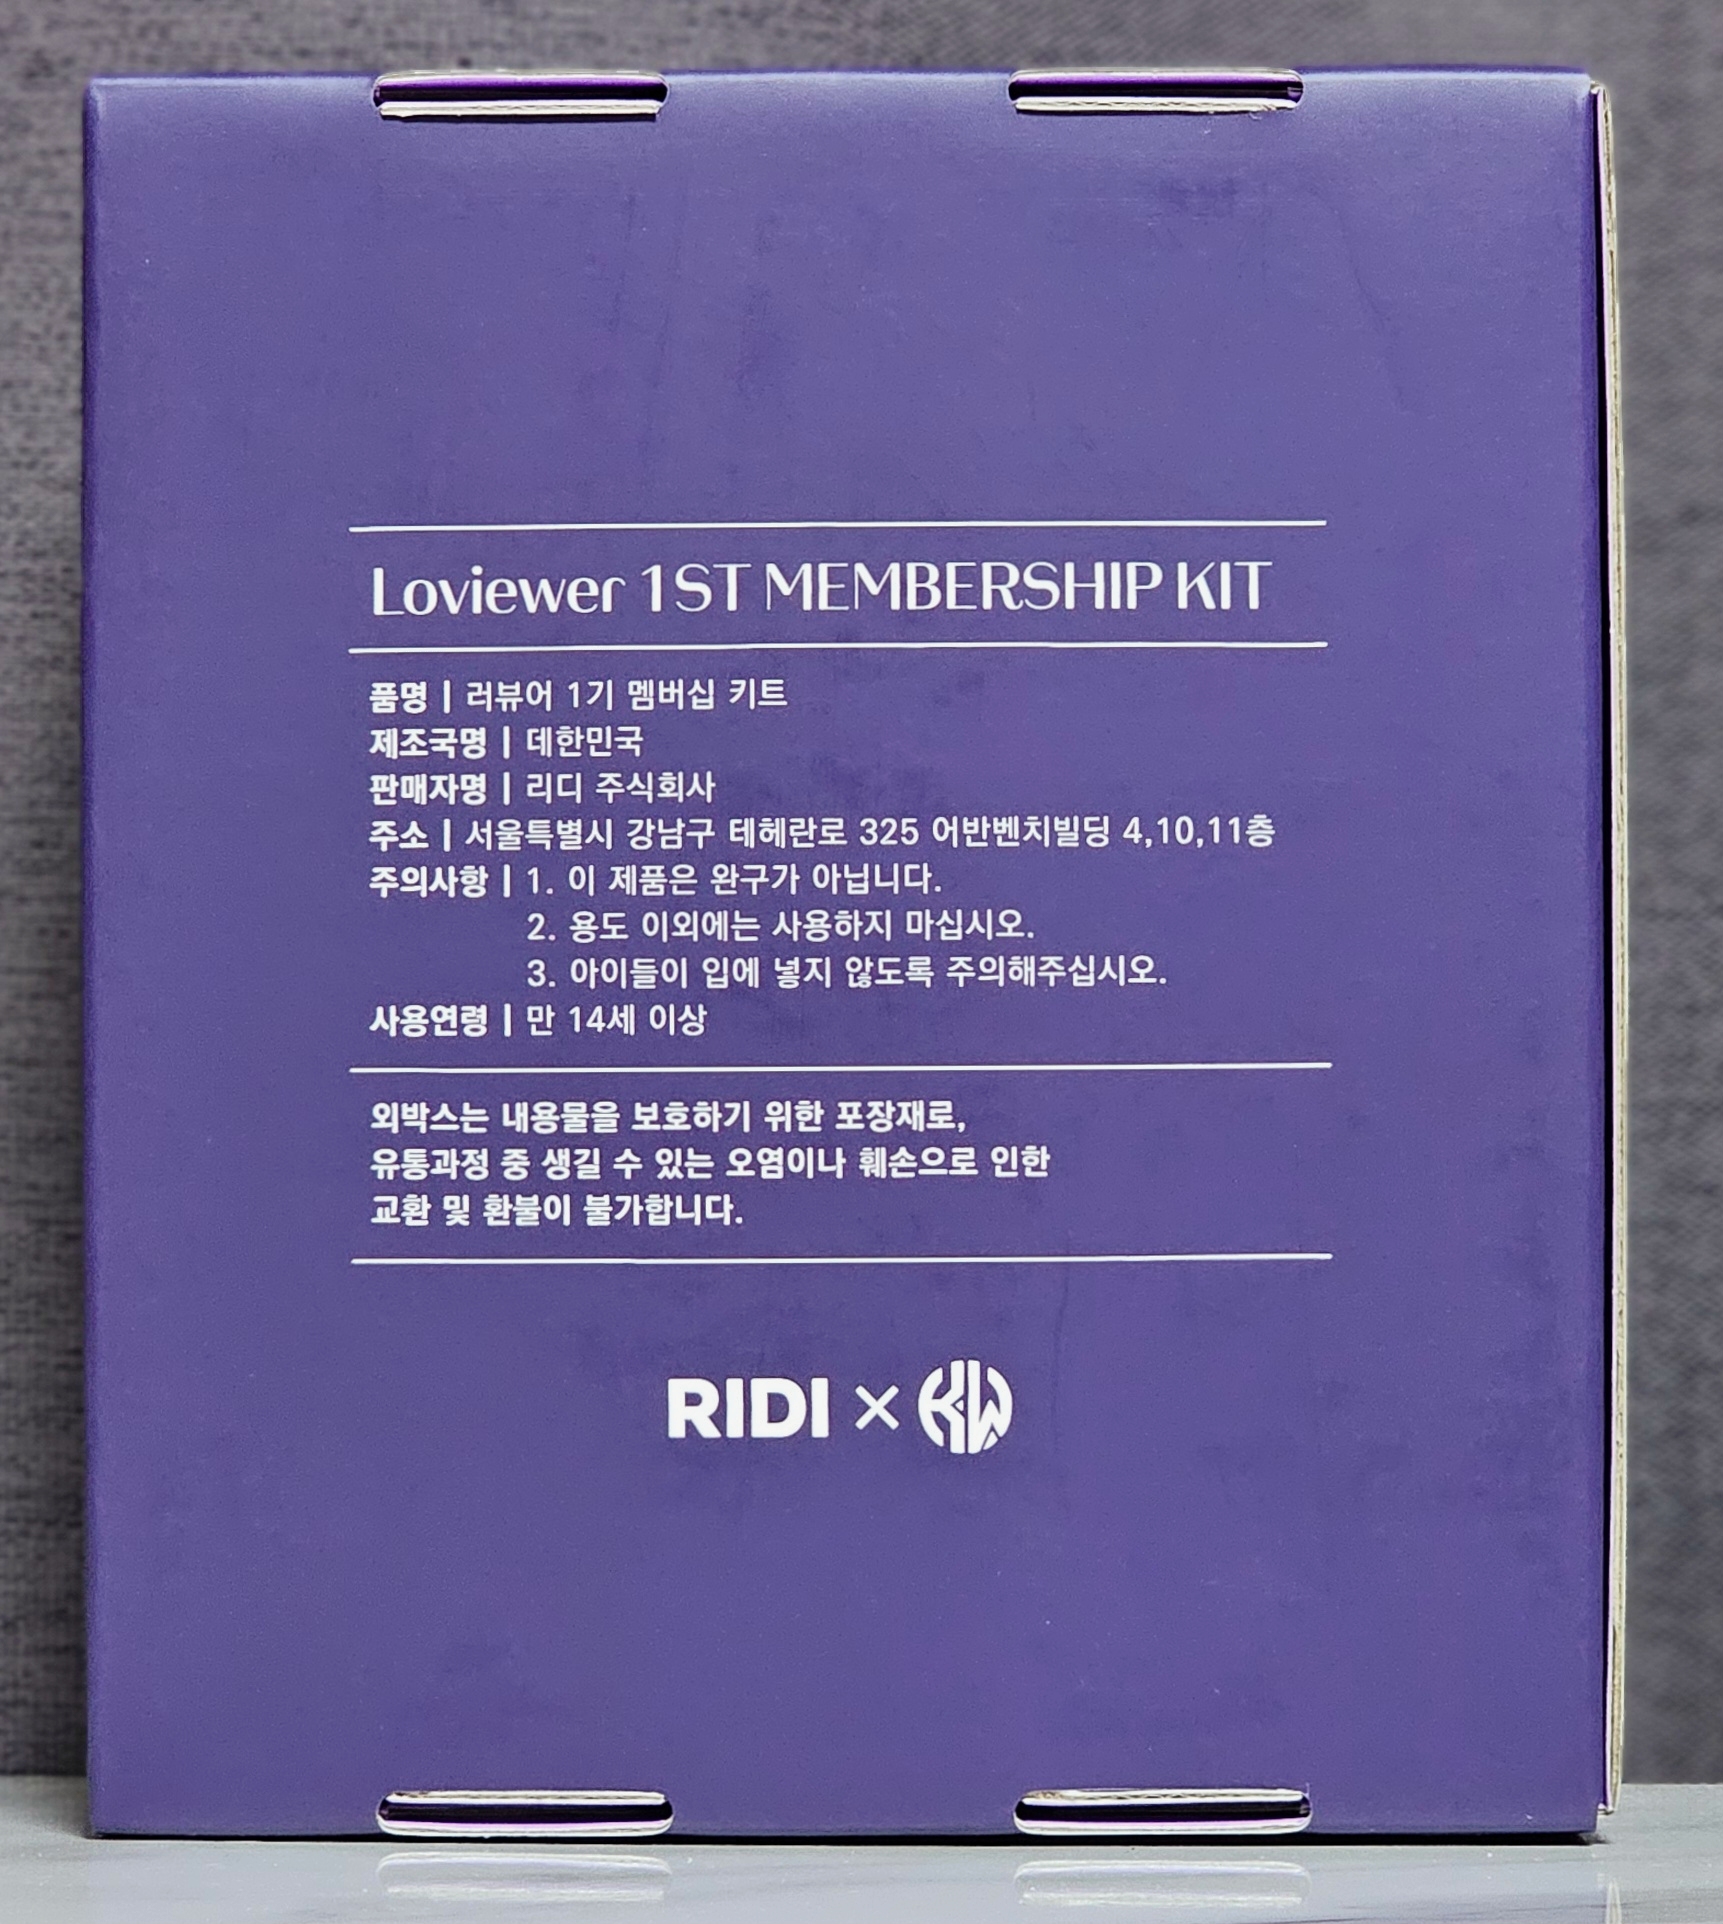 Loviewer 1ST MEMBERSHIP KIT
품명 | 러뷰어 1기 멤버십 키트
제조국명 | 데한민국
판매자명 | 리디 주식회사
주소 | 서울특별시 강남구 테헤란로 325 어반벤치빌딩 4,10,11층
주의사항 | 1. 이 제품은 완구가 아닙니다.
2. 용도 이외에는 사용하지 마십시오.
3. 아이들이 입에 넣지 않도록 주의해주십시오.
사용연령 | 만 14세 이상
외박스는 내용물을 보호하기 위한 포장재로,
유통과정 중 생길 수 있는 오염이나 훼손으로 인한
교환 및 환불이 불가합니다.
RIDI × KW